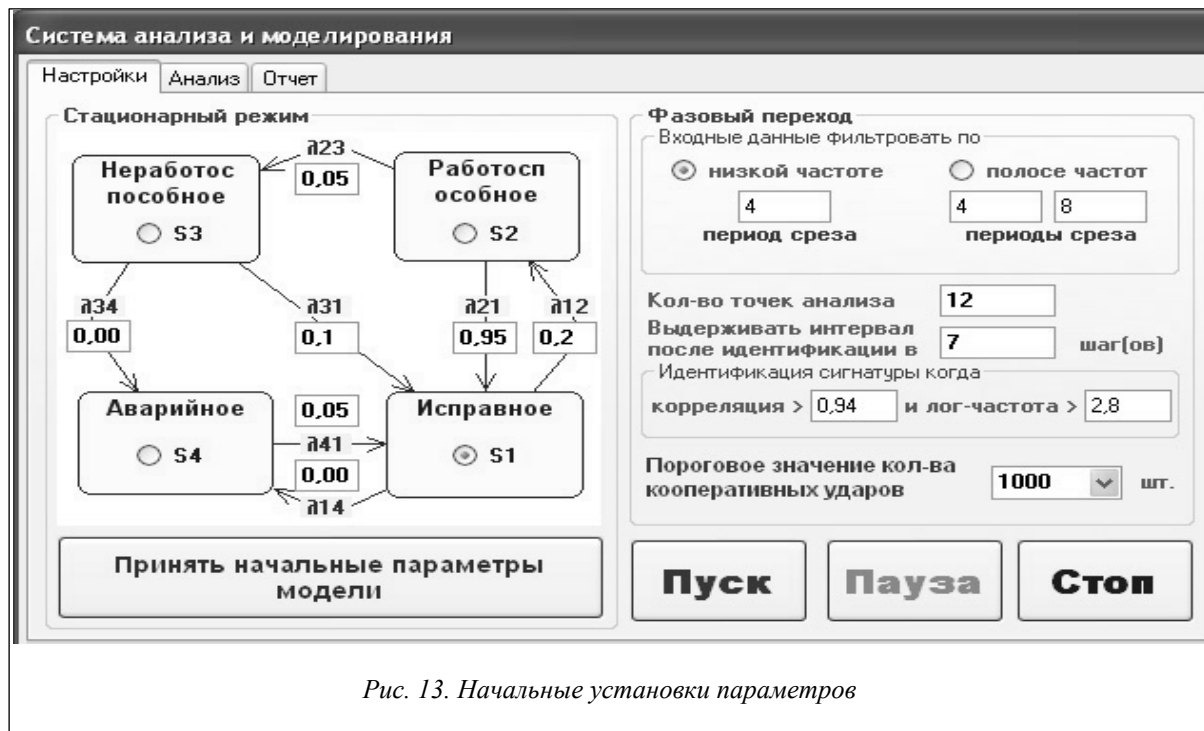 Система анализа и моделирования
Настройки Анализ Отчет
Стационарный режим
λ23
0,05
Неработос
пособное
S3
Работосп
особное
S2
λ34
0,00
λ31
0,1
λ21
0,95
λ12
0,2
Аварийное
S4
0,05
λ41
0,00
λ14
Исправное
S1
Принять начальные параметры
модели
Фазовый переход
Входные данные фильтровать по
низкой частоте
4
период среза
полосе частот
4 8
периоды среза
Кол-во точек анализа 12
Выдерживать интервал
после идентификации в 7 шаг(ов)
Идентификация сигнатуры когда
корреляция > 0,94 и лог-частота > 2,8
Пороговое значение кол-ва
кооперативных ударов 1000 шт.
Пуск Пауза Стоп
Рис. 13. Начальные установки параметров